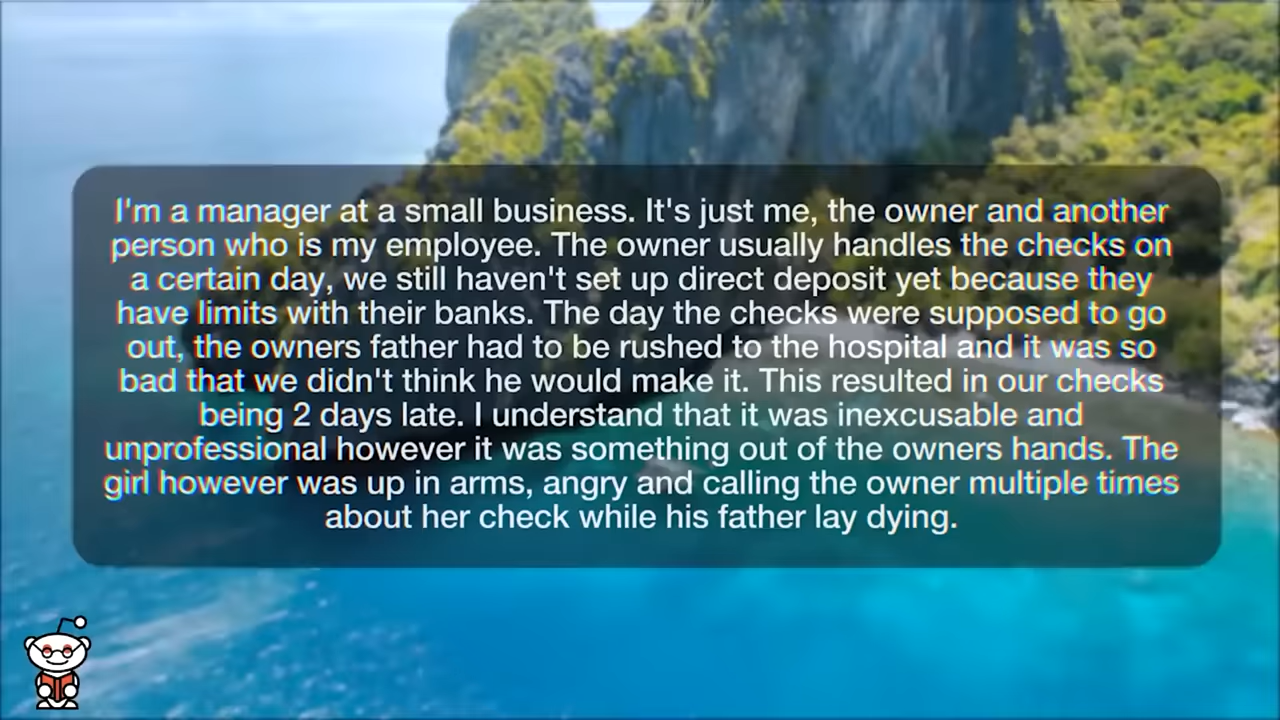 I'm a manager at a small business. It's just me, the owner and another
person who is my employee. The owner usually handles the checks on
a certain day, we still haven't set up direct deposit yet because they
have limits with their banks. The day the checks were supposed to go
out, the owners father had to be rushed to the hospital and it was so
bad that we didn't think he would make it. This resulted in our checks
being 2 days late. I understand that it was inexcusable and
unprofessional however it was something out of the owners hands. The
girl however was up in arms, angry and calling the owner multiple times
about her check while his father lay dying.